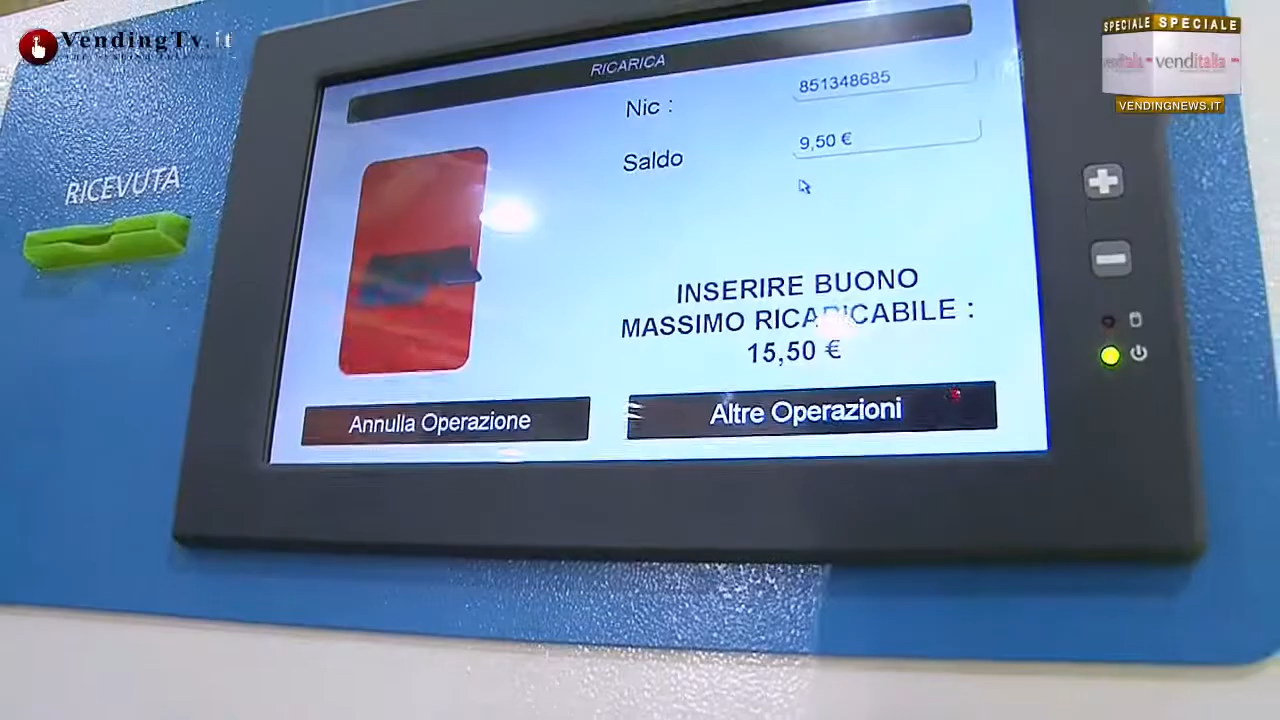 VendingTv.it
SPECIALE SPECIALE
venditalia
VENDINGNEWS.IT
RICEVUTA
RICARICA
Nic :
851348685
Saldo
9,50 €
INSERIRE BUONO
MASSIMO RICARICABILE :
15,50 €
Annulla Operazione
Altre Operazioni